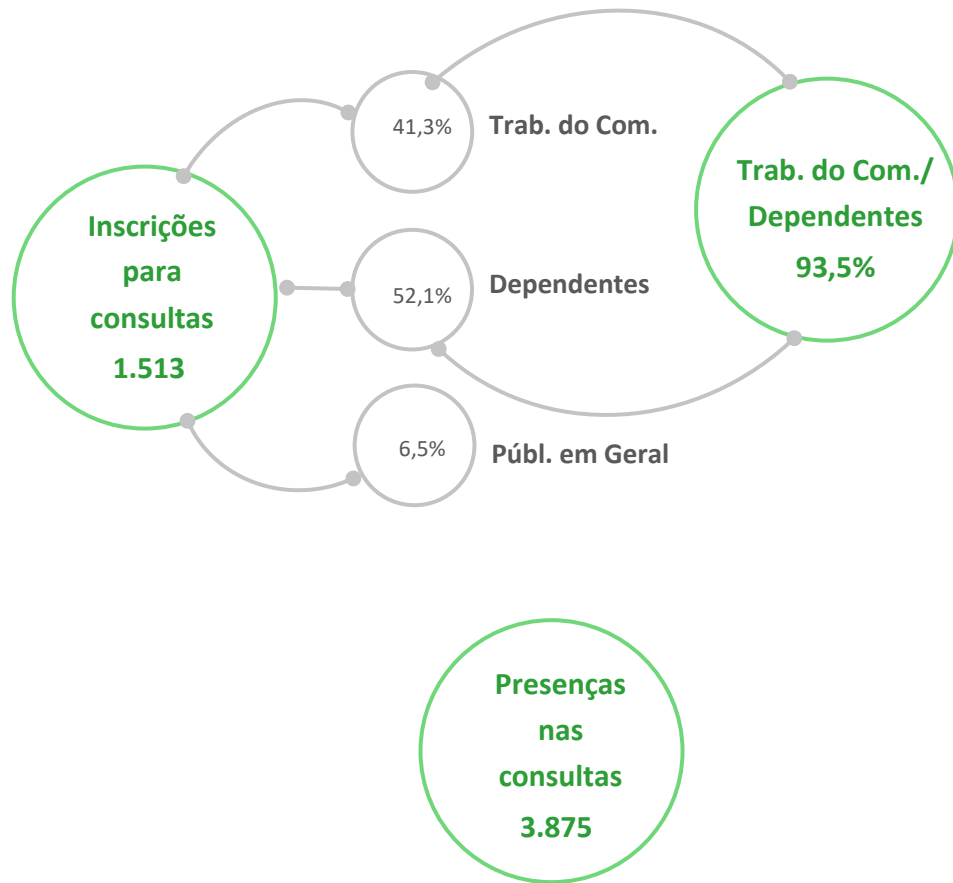 Inscrições
para
consultas
1.513
41,3%
Trab. do Com.
52,1%
Dependentes
6,5%
Públ. em Geral
Trab. do Com./
Dependentes
93,5%
Presenças
nas
consultas
3.875